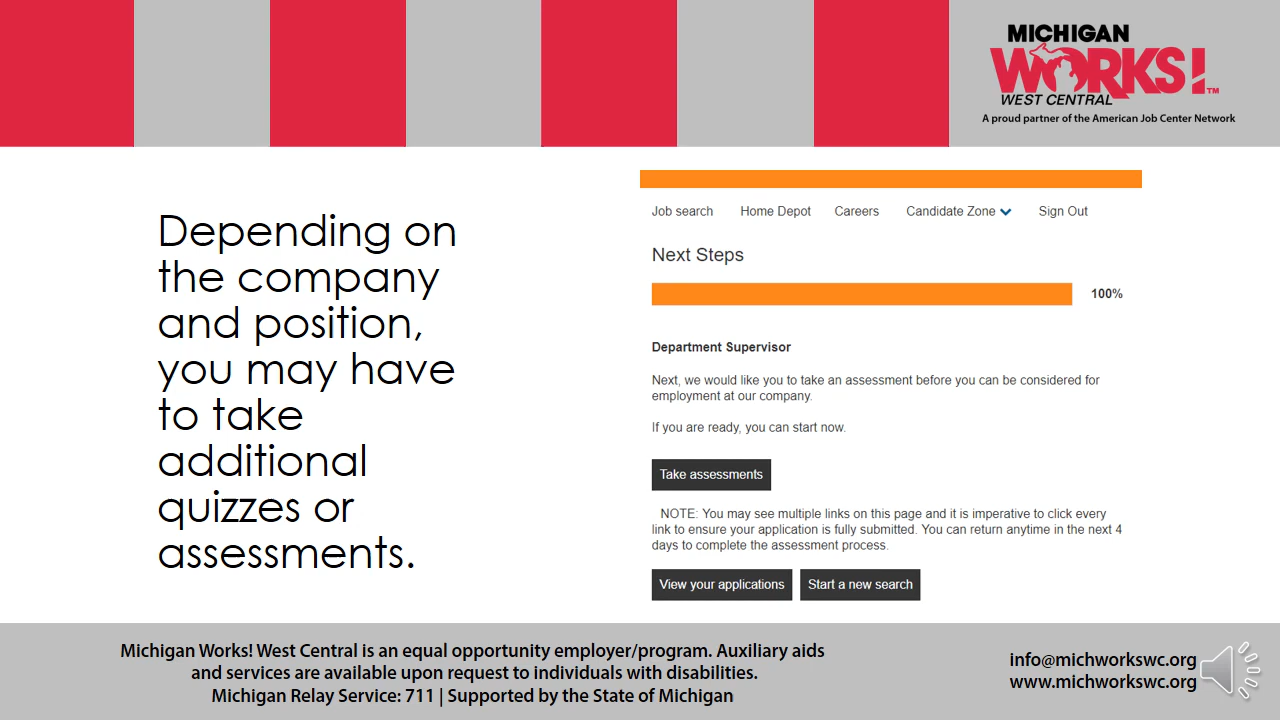 MICHIGAN
WORKS!™
WEST CENTRAL
A proud partner of the American Job Center Network
Depending on
the company
and position,
you may have
to take
additional
quizzes or
assessments.
Job search Home Depot Careers Candidate Zone Sign Out
Next Steps
100%
Department Supervisor
Next, we would like you to take an assessment before you can be considered for
employment at our company.
If you are ready, you can start now.
Take assessments
NOTE: You may see multiple links on this page and it is imperative to click every
link to ensure your application is fully submitted. You can return anytime in the next 4
days to complete the assessment process.
View your applications Start a new search
Michigan Works! West Central is an equal opportunity employer/program. Auxiliary aids
and services are available upon request to individuals with disabilities.
Michigan Relay Service: 711 | Supported by the State of Michigan
info@michworkswc.org
www.michworkswc.org